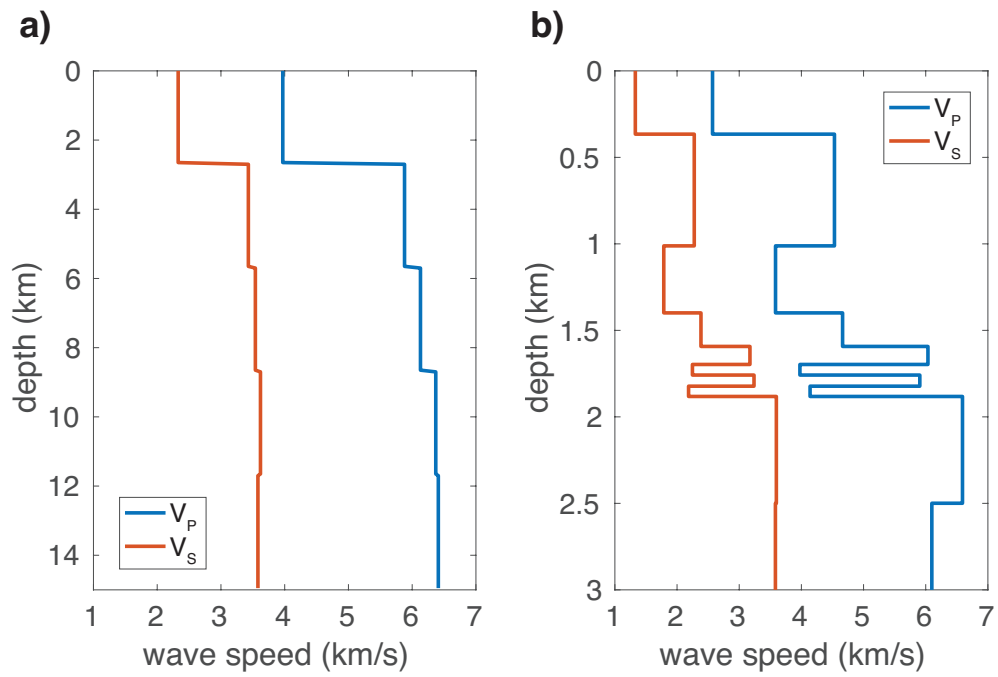 a)
0
2
4
6
8
10
12
14
depth (km)
V_P
V_S
1 2 3 4 5 6 7
wave speed (km/s)
b)
0
0.5
1
1.5
2
2.5
3
depth (km)
V_P
V_S
1 2 3 4 5 6 7
wave speed (km/s)